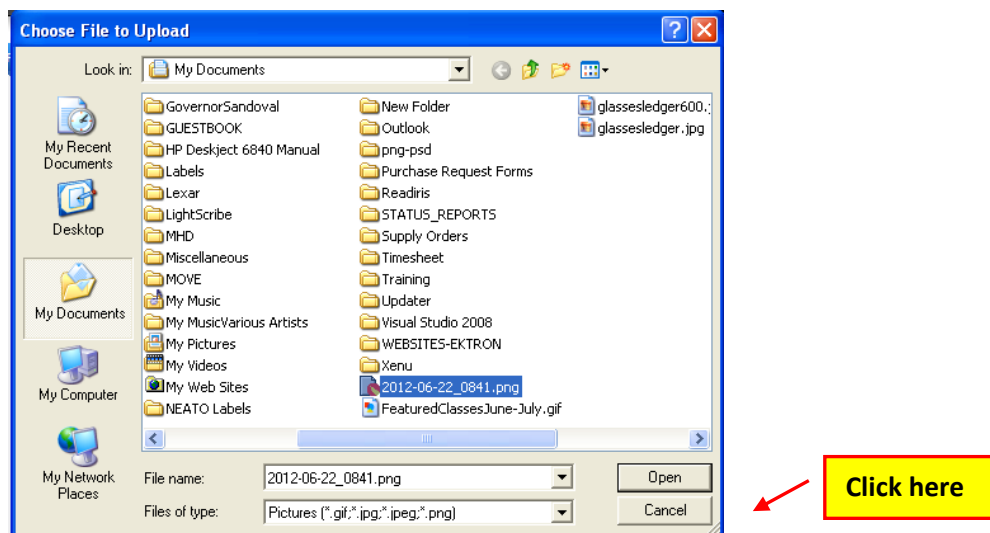 Choose File to Upload
Look in: My Documents
My Recent
Documents
Desktop
My Documents
My Computer
My Network
Places
GovernorSandoval
GUESTBOOK
HP Deskject 6840 Manual
Labels
Lexar
LightScribe
MHD
Miscellaneous
MOVE
My Music
My MusicVarious Artists
My Pictures
My Videos
My Web Sites
NEATO Labels
New Folder
Outlook
png-psd
Purchase Request Forms
Readiris
STATUS_REPORTS
Supply Orders
Timesheet
Training
Updater
Visual Studio 2008
WEBSITES-EKTRON
Xenu
2012-06-22_0841.png
FeaturedClassesJune-July.gif
glassesledger600.j
glassesledger.jpg
File name: 2012-06-22_0841.png Open
Files of type: Pictures (*.gif;*.jpg;*.jpeg;*.png) Cancel
Click here